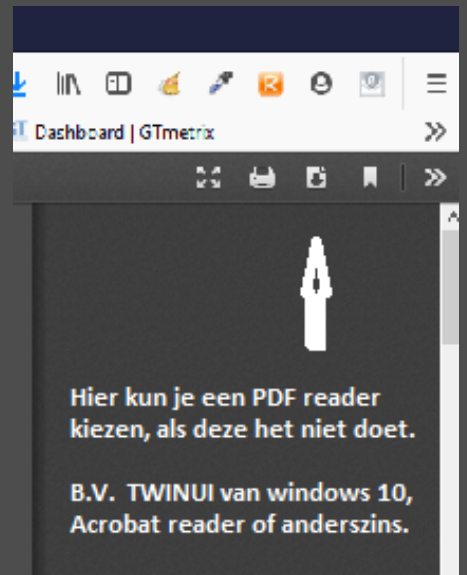 Dashboard | GTmetrix
Hier kun je een PDF reader
kiezen, als deze het niet doet.
B.V. TWINUI van windows 10,
Acrobat reader of anderszins.